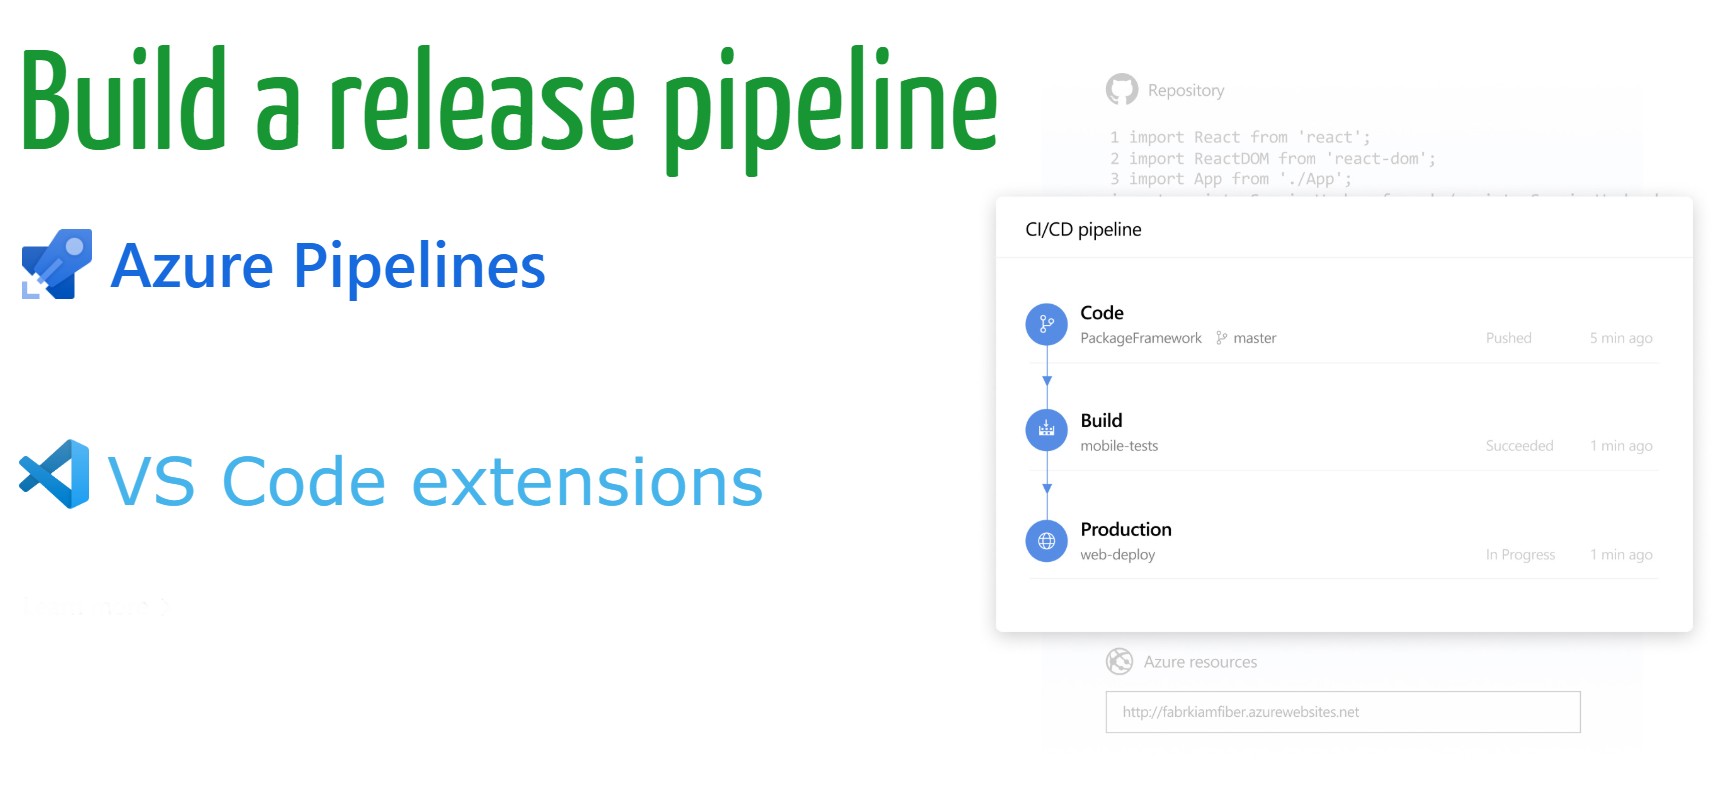 Build a release pipeline
Azure Pipelines
VS Code extensions
Repository
1 import React from 'react';
2 import ReactDOM from 'react-dom';
3 import App from './App';
CI/CD pipeline
Code
PackageFramework master Pushed 5 min ago
Build
mobile-tests Succeeded 1 min ago
Production
web-deploy In Progress 1 min ago
Azure resources
http://fabrkiamfiber.azurewebsites.net